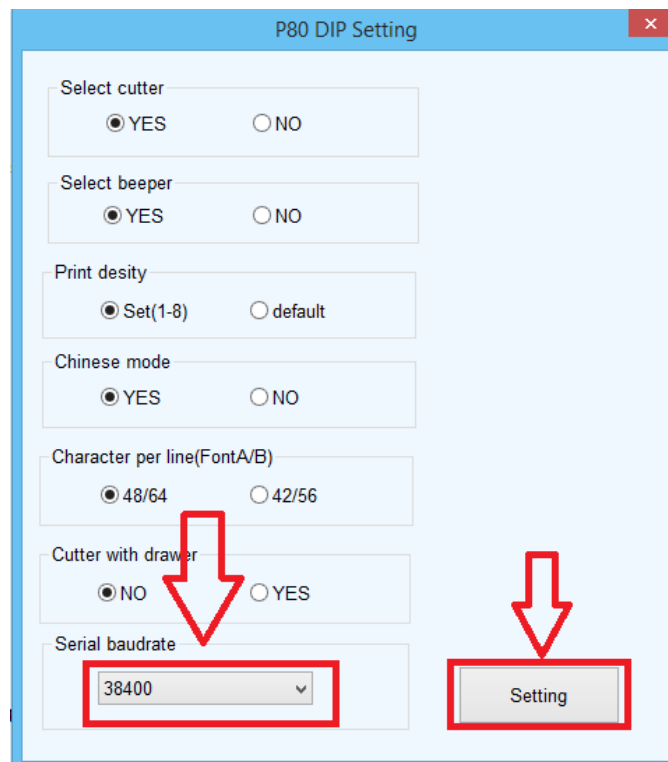 P80 DIP Setting
Select cutter
YES NO
Select beeper
YES NO
Print desity
Set(1-8) default
Chinese mode
YES NO
Character per line(FontA/B)
48/64 42/56
Cutter with drawer
NO YES
Serial baudrate
38400
Setting